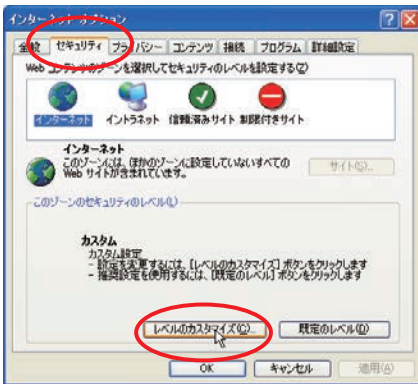 インターネット オプション
全般 セキュリティ プライバシー コンテンツ 接続 プログラム 詳細設定
Web コンテンツのゾーンを選択してセキュリティのレベルを設定する(Z)
インターネット イントラネット 信頼済みサイト 制限付きサイト
インターネット
このゾーンには、ほかのゾーンに設定していないすべての
Web サイトが含まれています。
サイト(S)...
このゾーンのセキュリティのレベル(L)
カスタム
カスタム設定
- 設定を変更するには、[レベルのカスタマイズ] ボタンをクリックします
- 推奨設定を使用するには、[既定のレベル] ボタンをクリックします
レベルのカスタマイズ(C)... 既定のレベル(D)
OK キャンセル 適用(A)